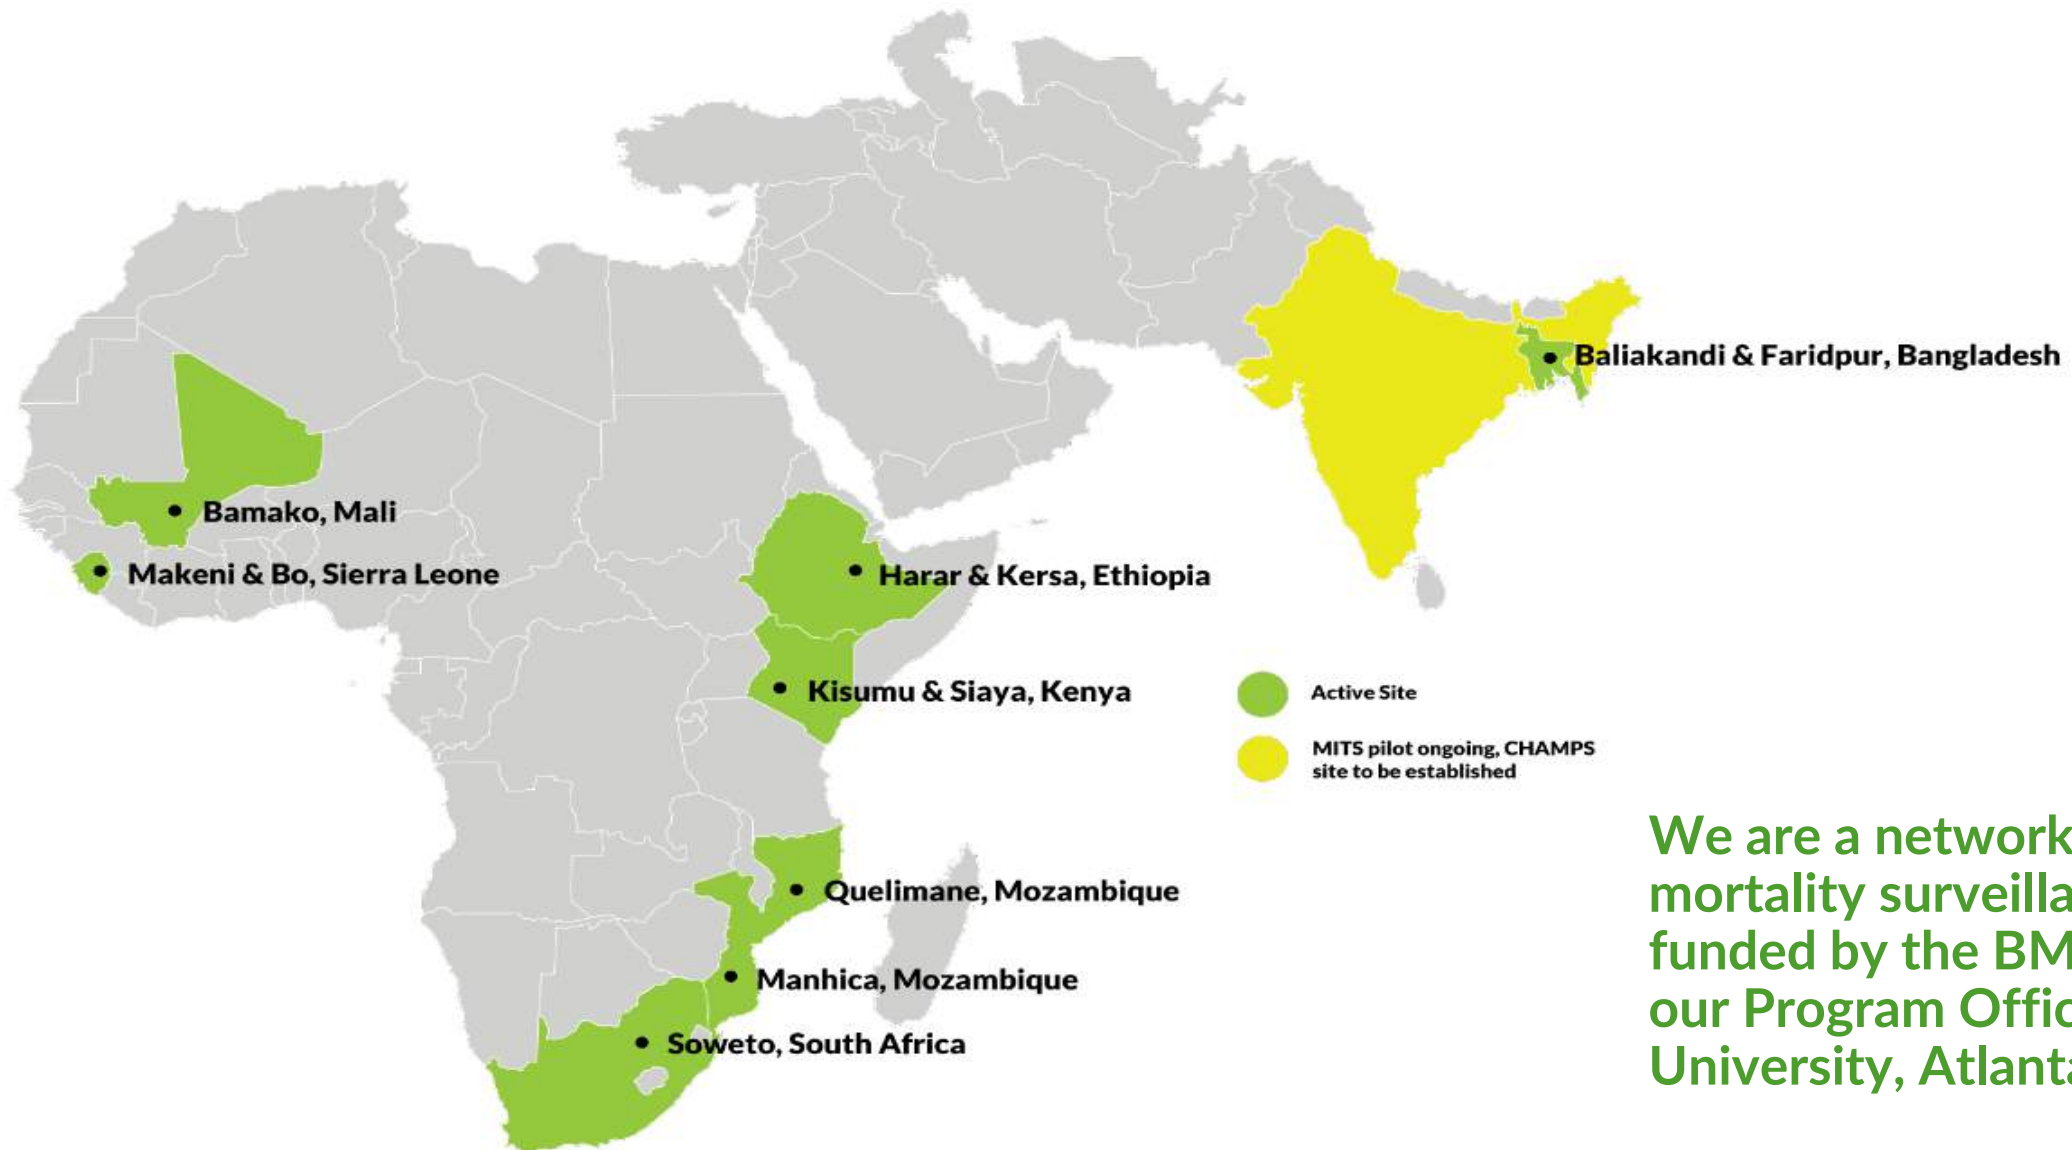 Baliakandi & Faridpur, Bangladesh
Bamako, Mali
Makeni & Bo, Sierra Leone
Harar & Kersa, Ethiopia
Kisumu & Siaya, Kenya
Active Site
MITS pilot ongoing, CHAMPS
site to be established
Quelimane, Mozambique
Manhica, Mozambique
Soweto, South Africa
We are a network
mortality surveilla
funded by the BM
our Program Offic
University, Atlanta